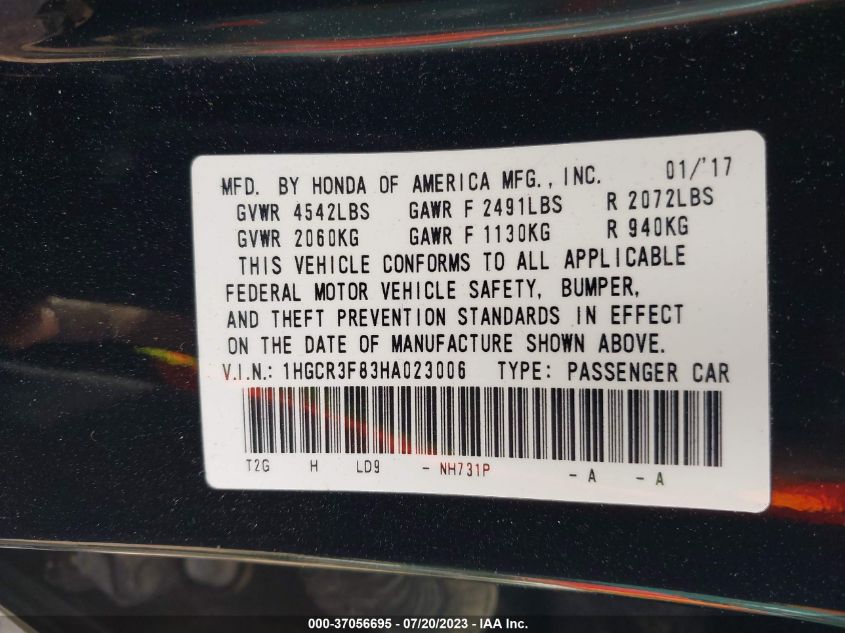 MFD. BY HONDA OF AMERICA MFG., INC. 01/'17
GVWR 4542LBS GAWR F 2491LBS R 2072LBS
GVWR 2060KG GAWR F 1130KG R 940KG
THIS VEHICLE CONFORMS TO ALL APPLICABLE
FEDERAL MOTOR VEHICLE SAFETY, BUMPER,
AND THEFT PREVENTION STANDARDS IN EFFECT
ON THE DATE OF MANUFACTURE SHOWN ABOVE.
V.I.N.: 1HGCR3F83HA023006 TYPE: PASSENGER CAR
T2G H LD9 - NH731P - A - A
000-37056695 - 07/20/2023 - IAA Inc.